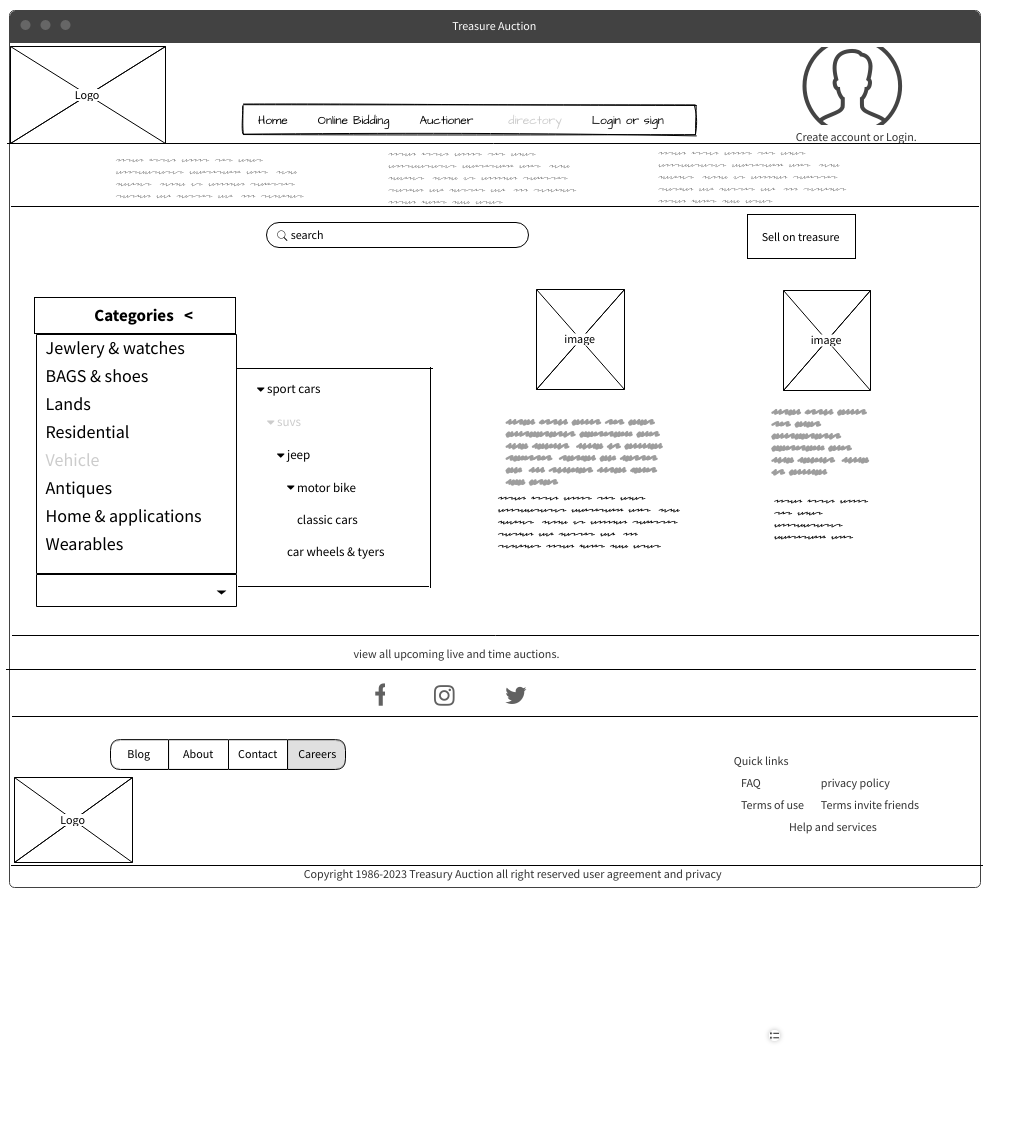 Treasure Auction
Logo
Home Online Bidding Auctioner directory Login or sign
Create account or Login.
search
Sell on treasure
Categories <
Jewlery & watches
BAGS & shoes
Lands
Residential
Vehicle
Antiques
Home & applications
Wearables
sport cars
suvs
jeep
motor bike
classic cars
car wheels & tyers
image
image
view all upcoming live and time auctions.
Blog About Contact Careers
Logo
Quick links
FAQ privacy policy
Terms of use Terms invite friends
Help and services
Copyright 1986-2023 Treasury Auction all right reserved user agreement and privacy